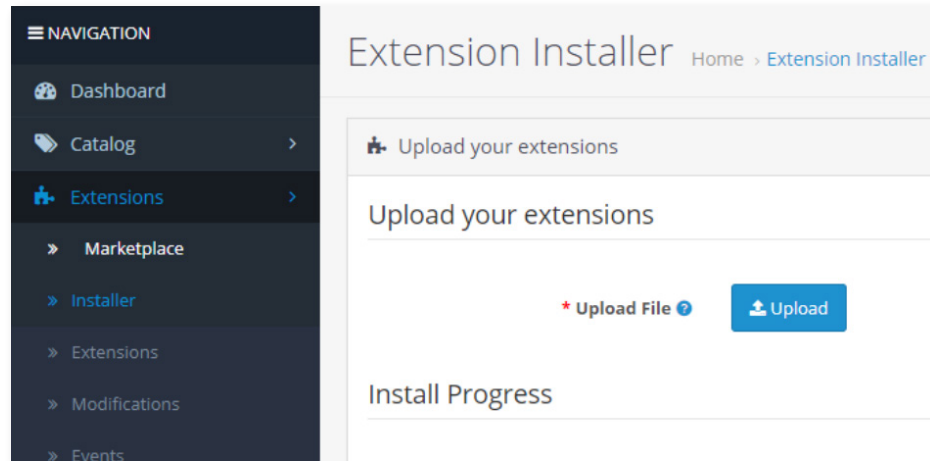 NAVIGATION
Dashboard
Catalog
Extensions
Marketplace
Installer
Extensions
Modifications
Events
Extension Installer Home › Extension Installer
Upload your extensions
Upload your extensions
* Upload File Upload
Install Progress